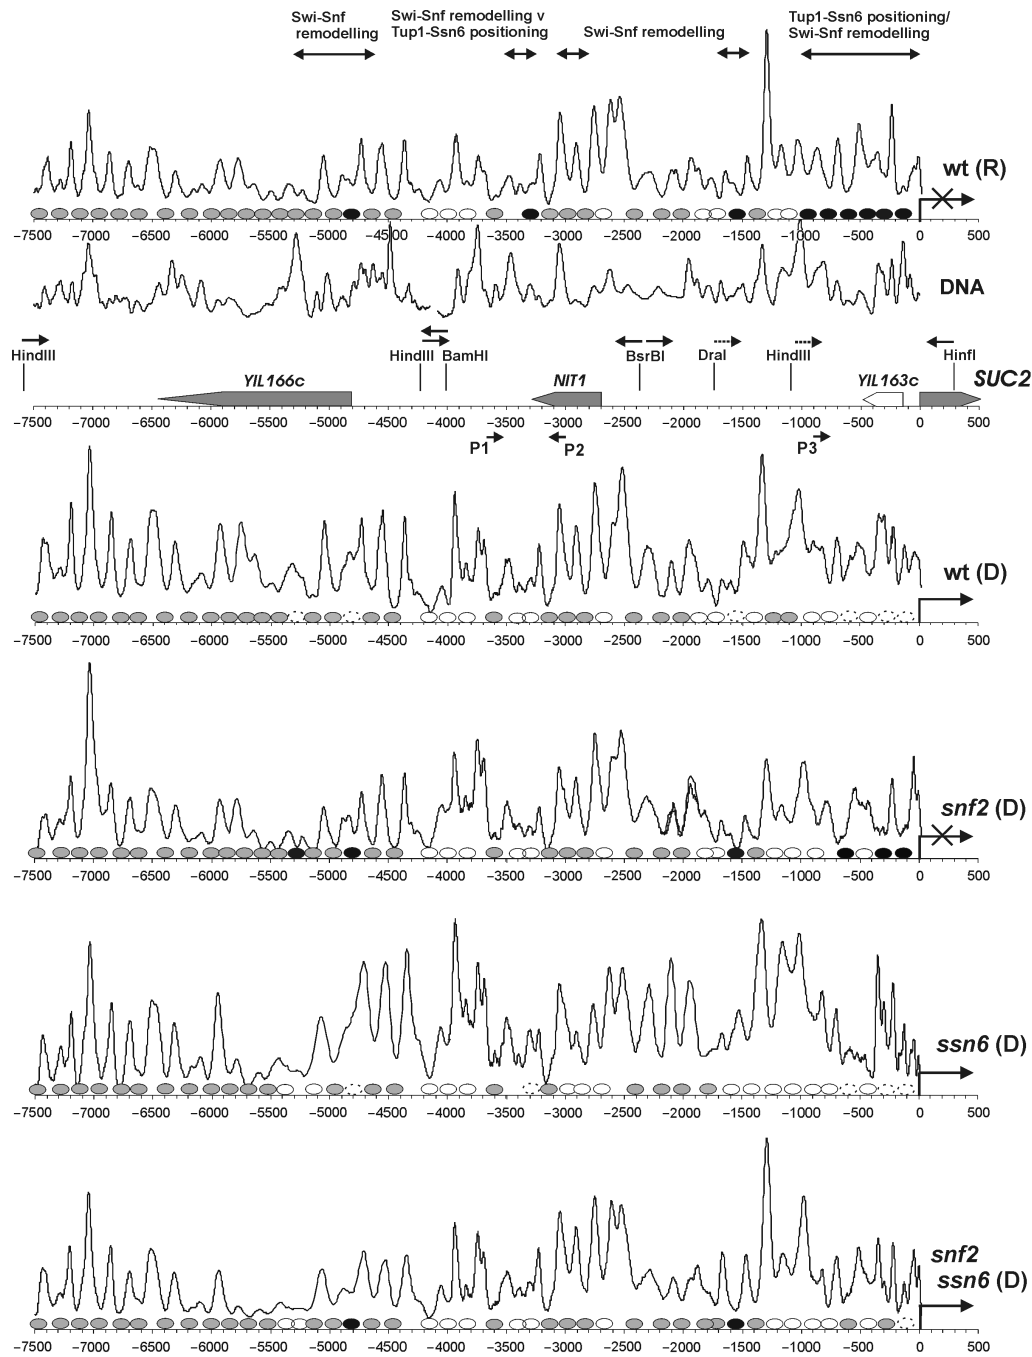 Swi-Snf
remodelling
Swi-Snf remodelling v
Tup1-Ssn6 positioning
Swi-Snf remodelling
Tup1-Ssn6 positioning/
Swi-Snf remodelling
wt (R)
−7500 −7000 −6500 −6000 −5500 −5000 −4500 −4000 −3500 −3000 −2500 −2000 −1500 −1000 −500 0 500
DNA
HindIII HindIII BamHI BsrBI DraI HindIII HinfI
YIL166c NIT1 YIL163c SUC2
−7500 −7000 −6500 −6000 −5500 −5000 −4500 −4000 −3500 −3000 −2500 −2000 −1500 −1000 −500 0 500
P1 P2 P3
wt (D)
−7500 −7000 −6500 −6000 −5500 −5000 −4500 −4000 −3500 −3000 −2500 −2000 −1500 −1000 −500 0 500
snf2 (D)
−7500 −7000 −6500 −6000 −5500 −5000 −4500 −4000 −3500 −3000 −2500 −2000 −1500 −1000 −500 0 500
ssn6 (D)
−7500 −7000 −6500 −6000 −5500 −5000 −4500 −4000 −3500 −3000 −2500 −2000 −1500 −1000 −500 0 500
snf2
ssn6 (D)
−7500 −7000 −6500 −6000 −5500 −5000 −4500 −4000 −3500 −3000 −2500 −2000 −1500 −1000 −500 0 500